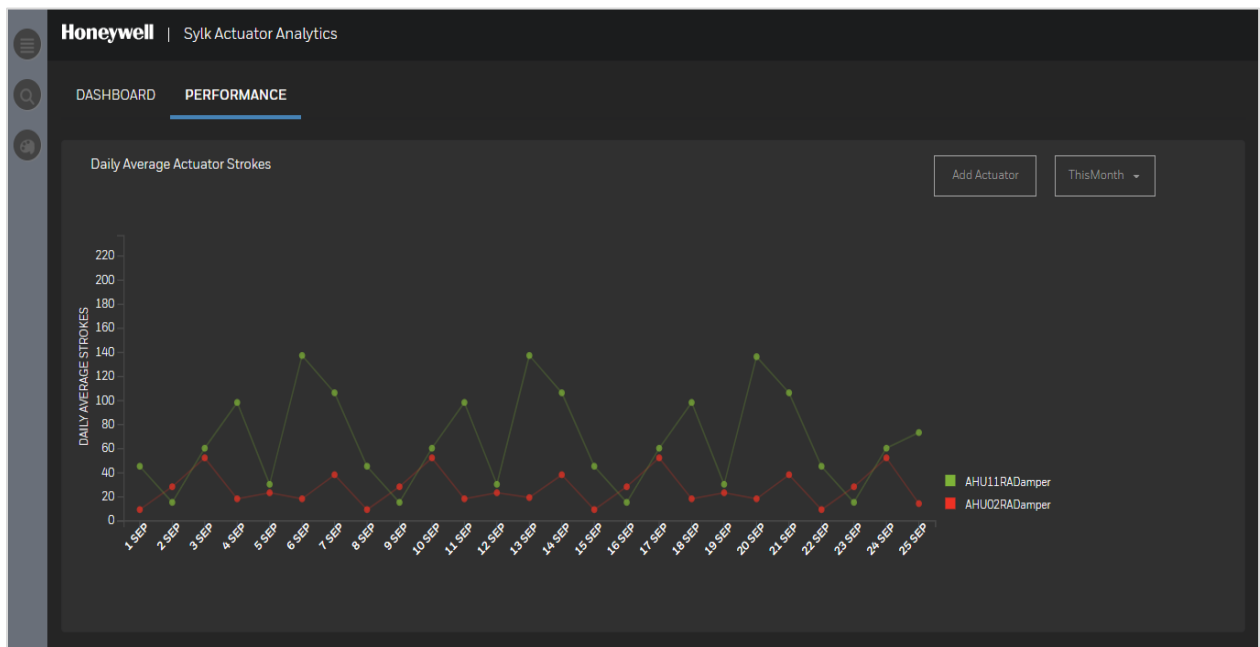 Honeywell | Sylk Actuator Analytics
DASHBOARD PERFORMANCE
Daily Average Actuator Strokes
Add Actuator
ThisMonth
DAILY AVERAGE STROKES
220
200
180
160
140
120
100
80
60
40
20
0
1 SEP
2 SEP
3 SEP
4 SEP
5 SEP
6 SEP
7 SEP
8 SEP
9 SEP
10 SEP
11 SEP
12 SEP
13 SEP
14 SEP
15 SEP
16 SEP
17 SEP
18 SEP
19 SEP
20 SEP
21 SEP
22 SEP
23 SEP
24 SEP
25 SEP
AHU11RADamper
AHU02RADamper